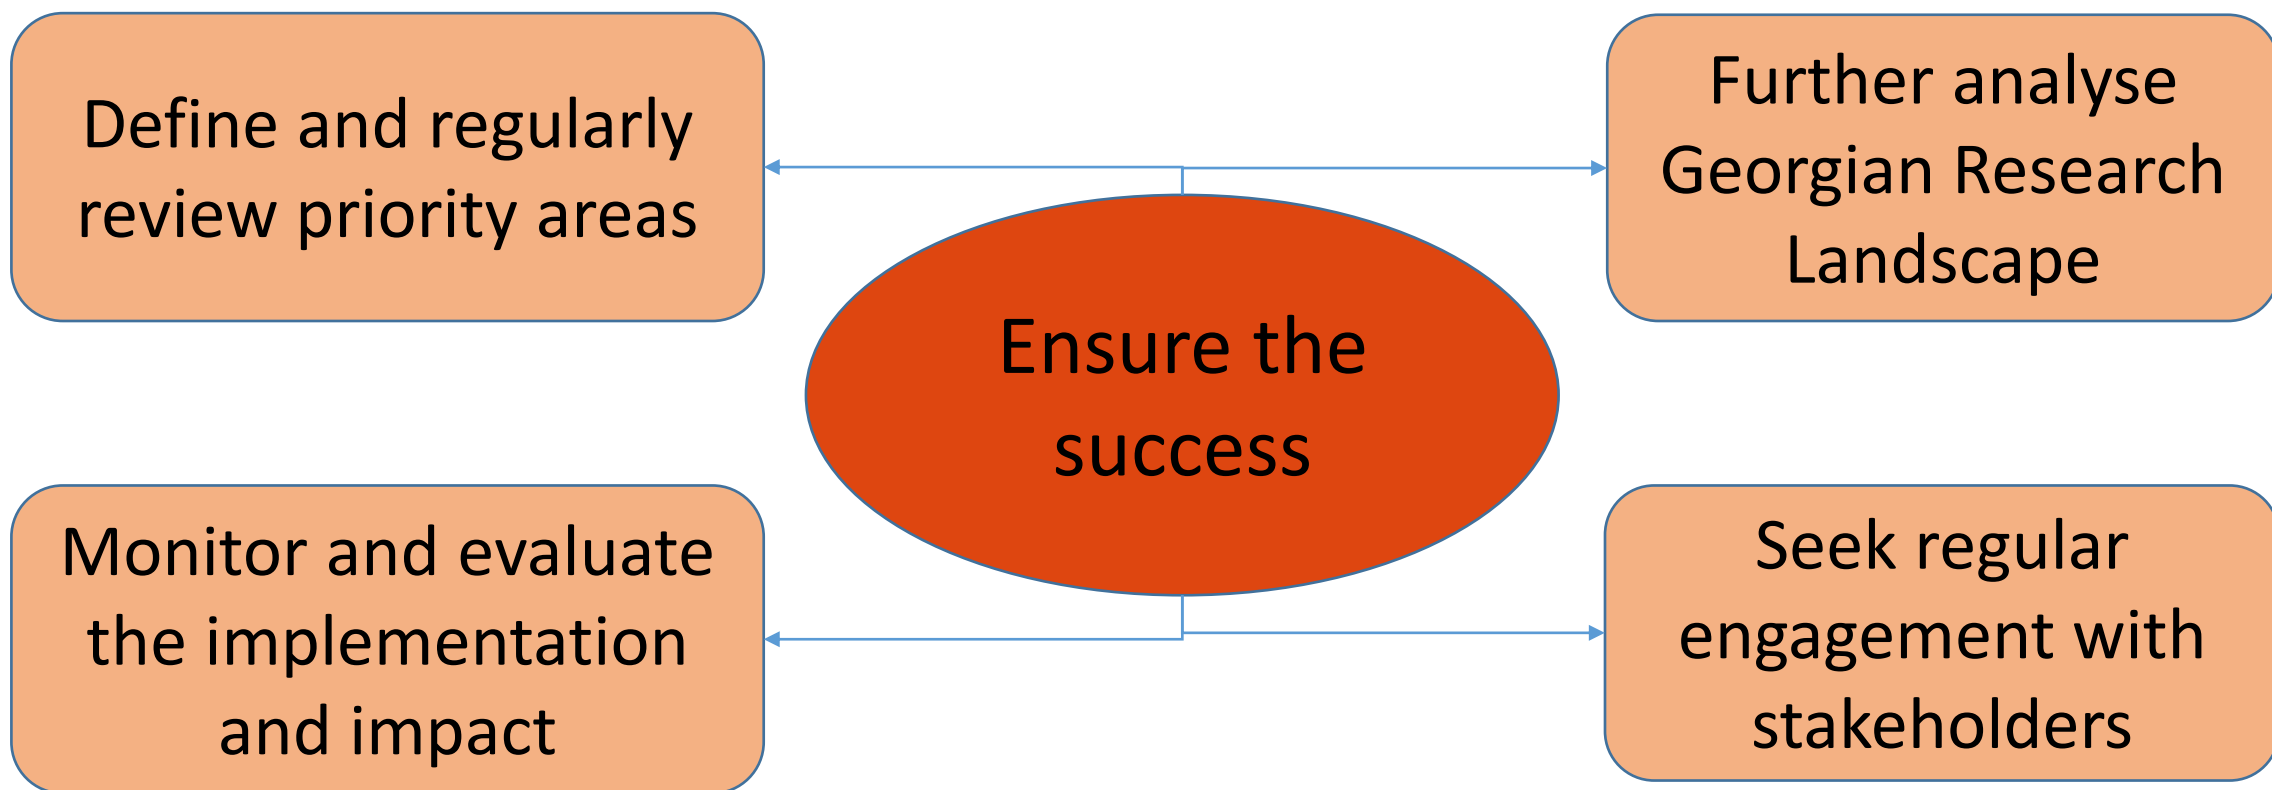 Define and regularly
review priority areas
Further analyse
Georgian Research
Landscape
Ensure the
success
Monitor and evaluate
the implementation
and impact
Seek regular
engagement with
stakeholders